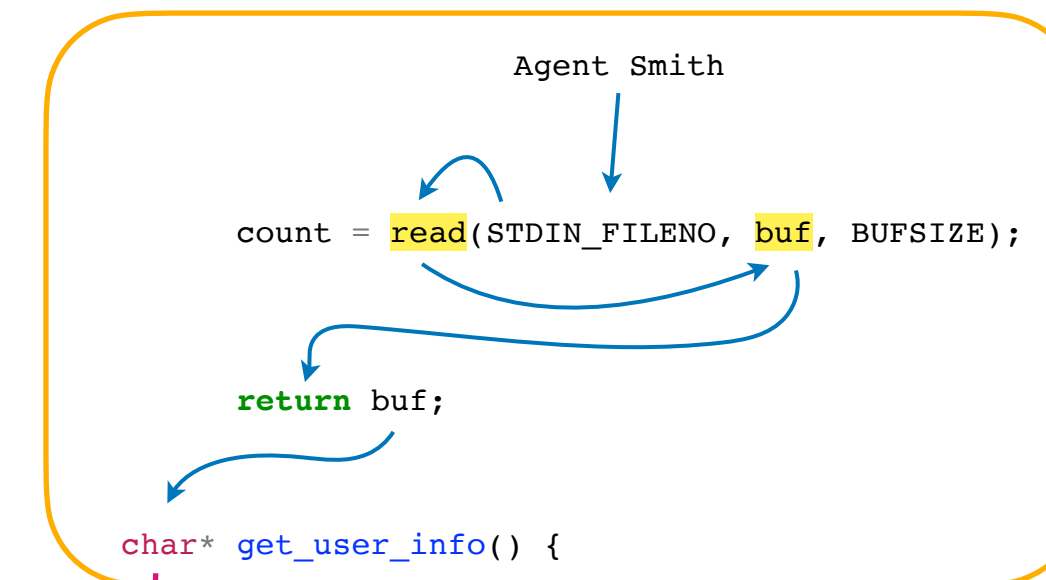 Agent Smith
count = read(STDIN_FILENO, buf, BUFSIZE);
return buf;
char* get_user_info() {